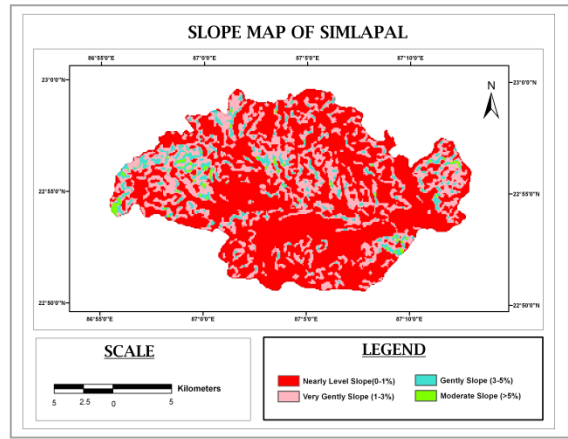 SLOPE MAP OF SIMLAPAL
86°55'0"E 87°0'0"E 87°5'0"E 87°10'0"E
23°0'0"N 23°0'0"N
N
22°55'0"N 22°55'0"N
22°50'0"N 22°50'0"N
86°55'0"E 87°0'0"E 87°5'0"E 87°10'0"E
SCALE
Kilometers
5 2.5 0 5
LEGEND
Nearly Level Slope(0-1%) Gently Slope (3-5%)
Very Gently Slope (1-3%) Moderate Slope (>5%)